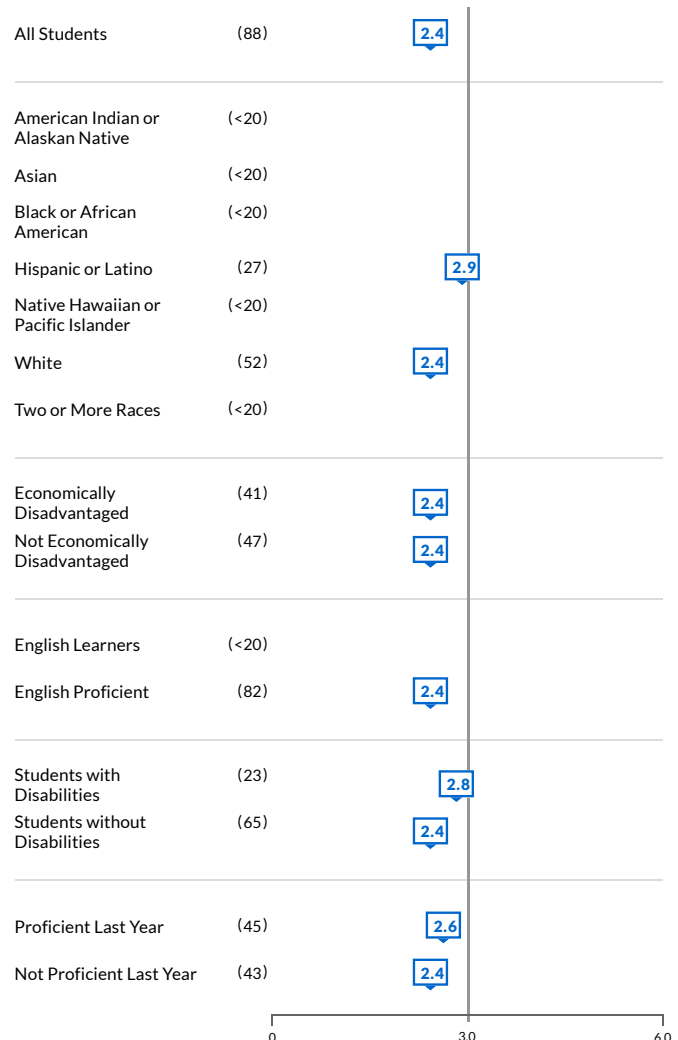 All Students (88) 2.4
American Indian or (<20)
Alaskan Native
Asian (<20)
Black or African (<20)
American
Hispanic or Latino (27) 2.9
Native Hawaiian or (<20)
Pacific Islander
White (52) 2.4
Two or More Races (<20)
Economically (41) 2.4
Disadvantaged
Not Economically (47) 2.4
Disadvantaged
English Learners (<20)
English Proficient (82) 2.4
Students with (23) 2.8
Disabilities
Students without (65) 2.4
Disabilities
Proficient Last Year (45) 2.6
Not Proficient Last Year (43) 2.4
0 3.0 6.0